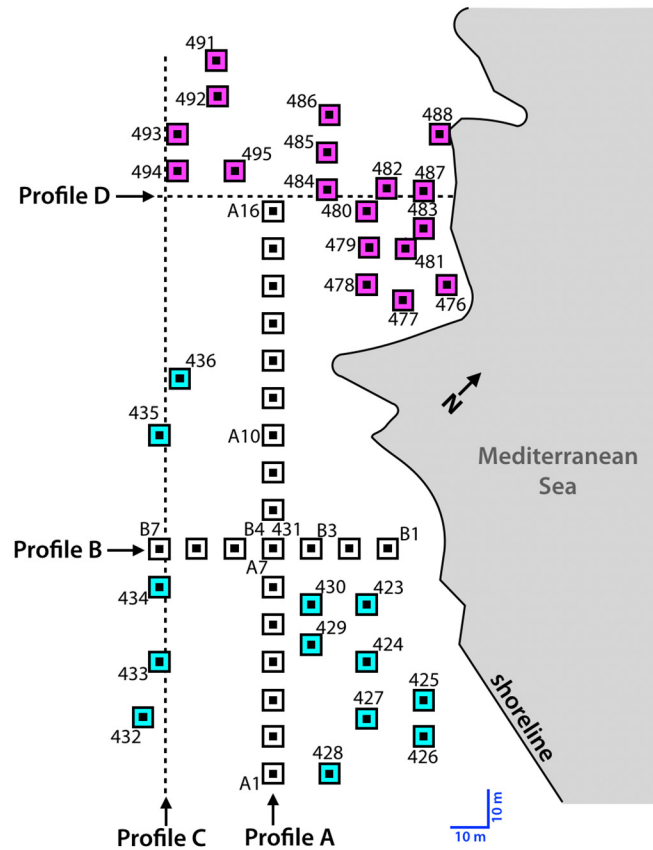 491
492
493
494
495
486
485
484
488
482
487
Profile D
A16
480
483
479
481
478
477
476
436
435
N
A10
Mediterranean
Sea
B7
B4
431
B3
B1
Profile B
A7
434
430
423
429
424
433
shoreline
425
432
427
426
428
A1
10 m
10 m
Profile C
Profile A